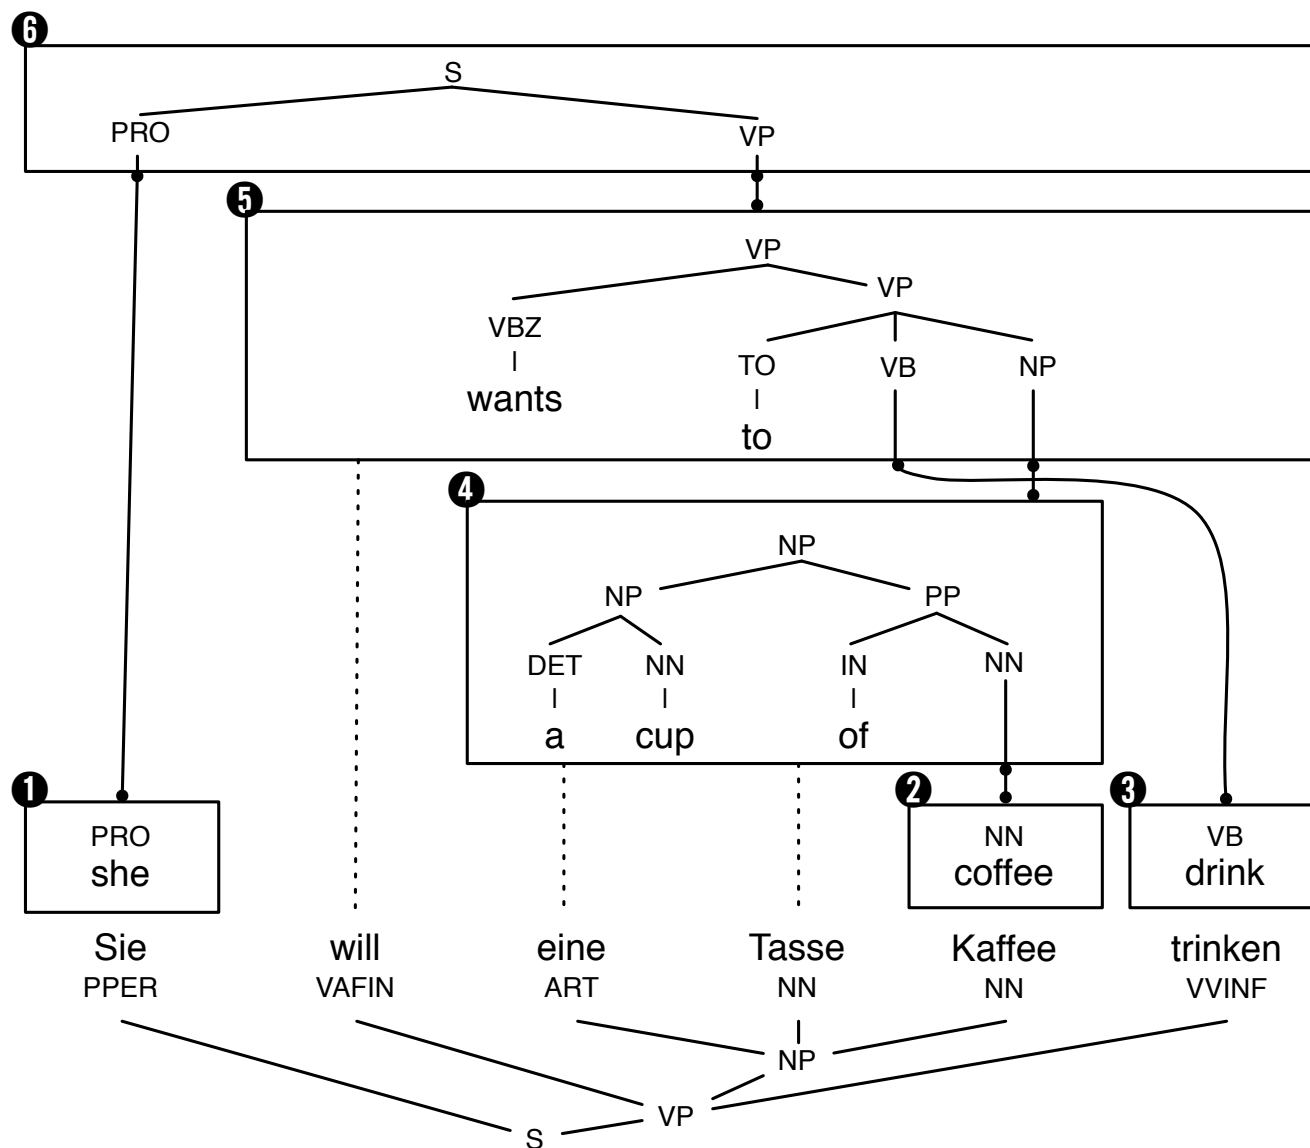 6
S
PRO VP
5
VP
VP
VBZ
TO VB NP
wants
to
4
NP
NP PP
DET NN IN NN
a cup of
1 2 3
PRO NN VB
she coffee drink
Sie will eine Tasse Kaffee trinken
PPER VAFIN ART NN NN VVINF
NP
VP
S